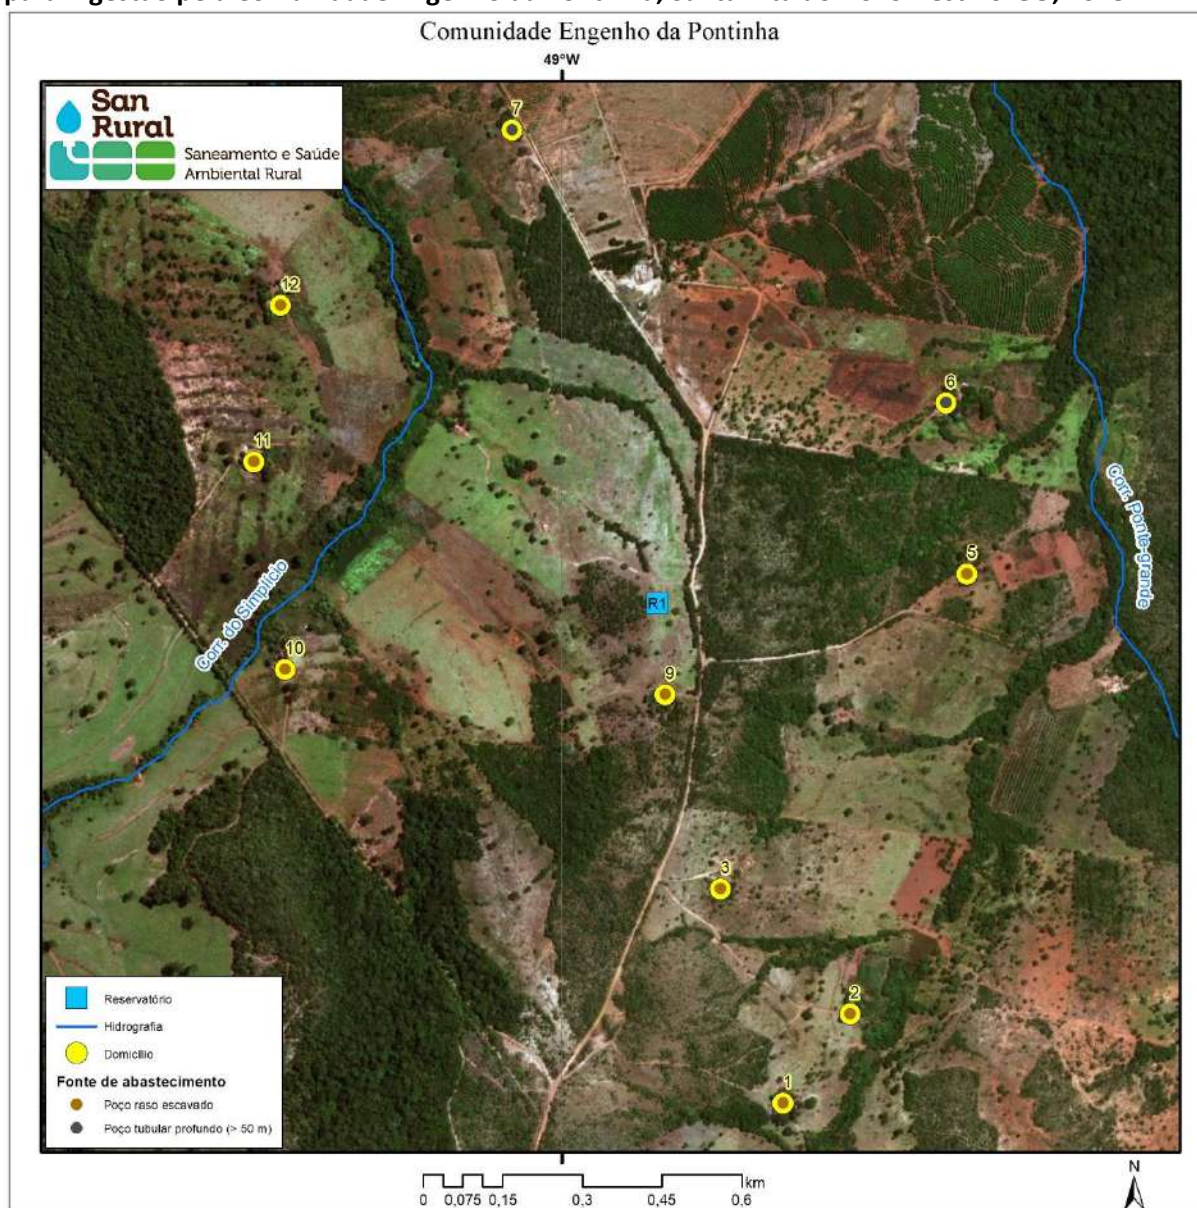 Comunidade Engenho da Pontinha
49°W
San
Rural
Saneamento e Saúde
Ambiental Rural
7
12
6
11
Corr. Ponte-grande
5
Corr. do Simplício
R1
10
9
3
2
1
Reservatório
Hidrografia
Domicílio
Fonte de abastecimento
Poço raso escavado
Poço tubular profundo (> 50 m)
km
0 0,075 0,15 0,3 0,45 0,6
N